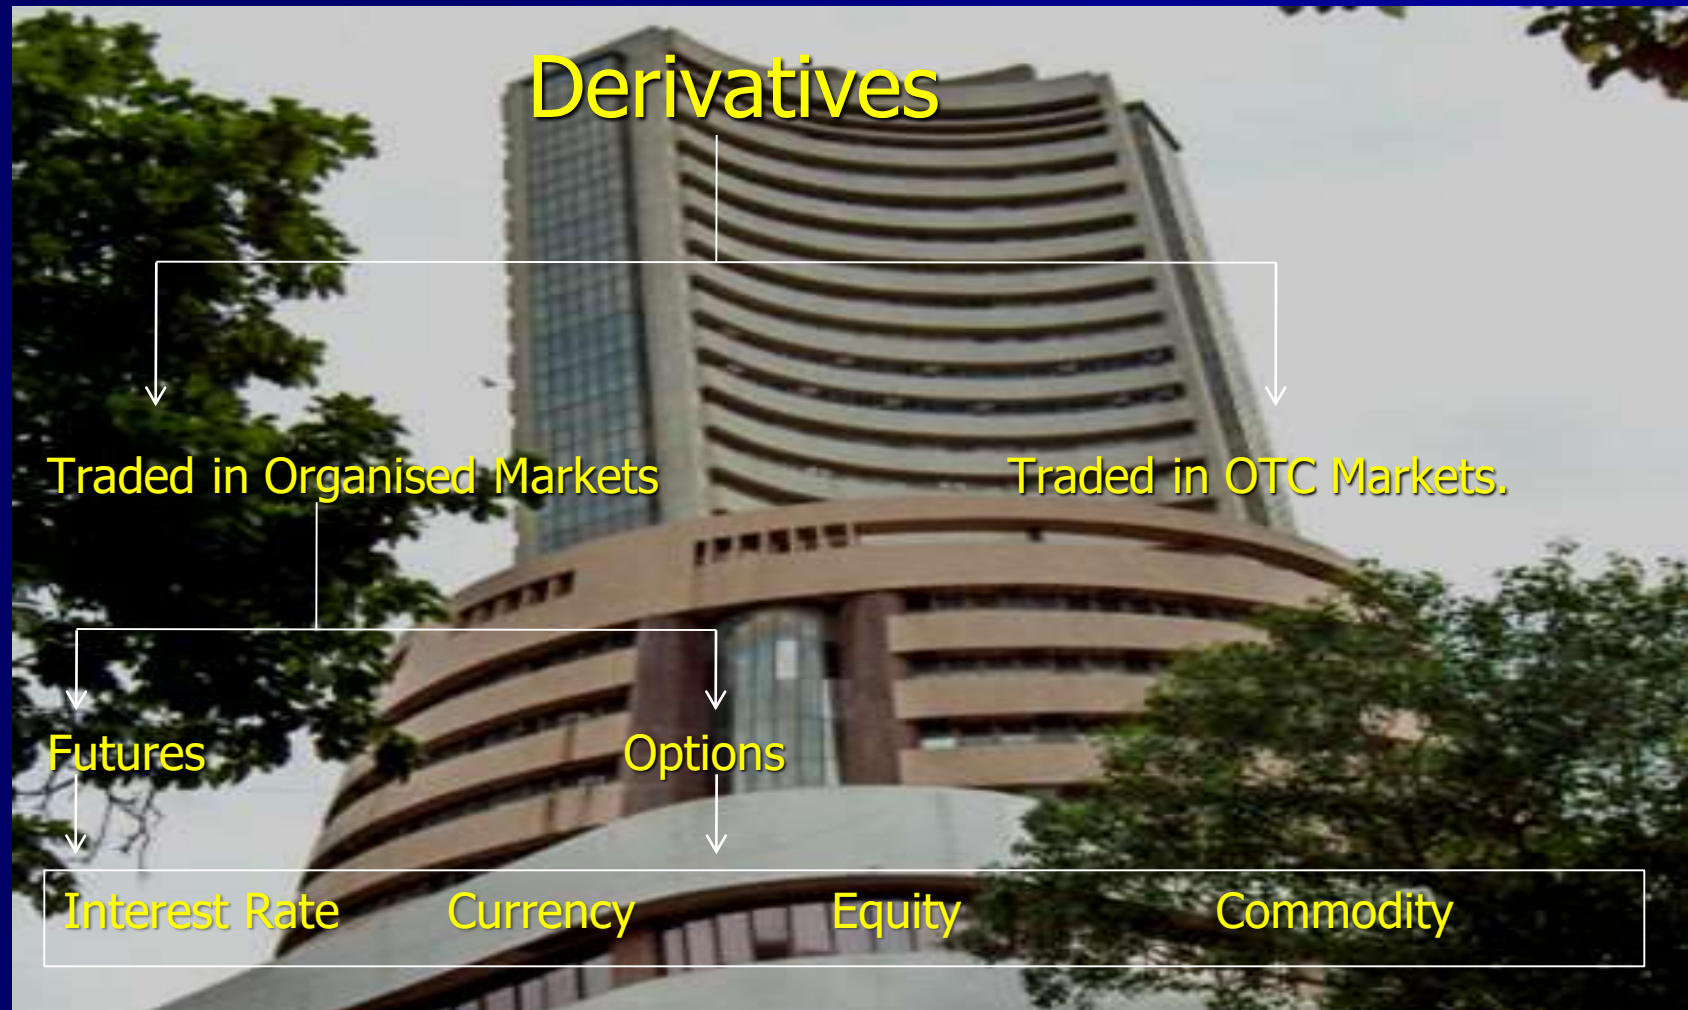 Derivatives
Traded in Organised Markets Traded in OTC Markets.
Futures Options
Interest Rate Currency Equity Commodity